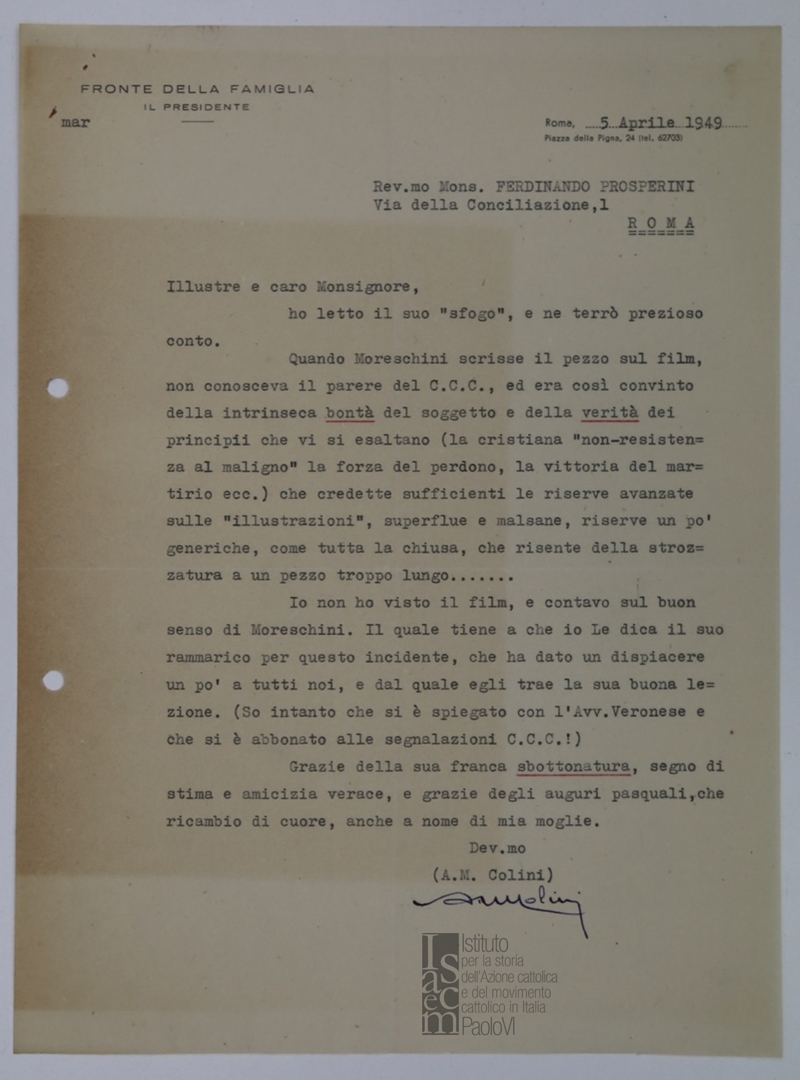 FRONTE DELLA FAMIGLIA
IL PRESIDENTE
mar
Roma, .....5 Aprile 1949.......
Piazza della Pigna, 24 (tel. 62703)
Rev.mo Mons. FERDINANDO PROSPERINI
Via della Conciliazione,1
R O M A
=======
Illustre e caro Monsignore,
ho letto il suo "sfogo", e ne terrò prezioso
conto.
Quando Moreschini scrisse il pezzo sul film,
non conosceva il parere del C.C.C., ed era così convinto
della intrinseca bontà del soggetto e della verità dei
principii che vi si esaltano (la cristiana "non-resisten=
za al maligno" la forza del perdono, la vittoria del mar=
tirio ecc.) che credette sufficienti le riserve avanzate
sulle "illustrazioni", superflue e malsane, riserve un po'
generiche, come tutta la chiusa, che risente della stroz=
zatura a un pezzo troppo lungo.......
Io non ho visto il film, e contavo sul buon
senso di Moreschini. Il quale tiene a che io Le dica il suo
rammarico per questo incidente, che ha dato un dispiacere
un po' a tutti noi, e dal quale egli trae la sua buona le=
zione. (So intanto che si è spiegato con l'Avv.Veronese e
che si è abbonato alle segnalazioni C.C.C.!)
Grazie della sua franca sbottonatura, segno di
stima e amicizia verace, e grazie degli auguri pasquali,che
ricambio di cuore, anche a nome di mia moglie.
Dev.mo
(A.M. Colini)
AMColini
Isacem
Istituto
per la storia
dell'Azione cattolica
e del movimento
cattolico in Italia
PaoloVI